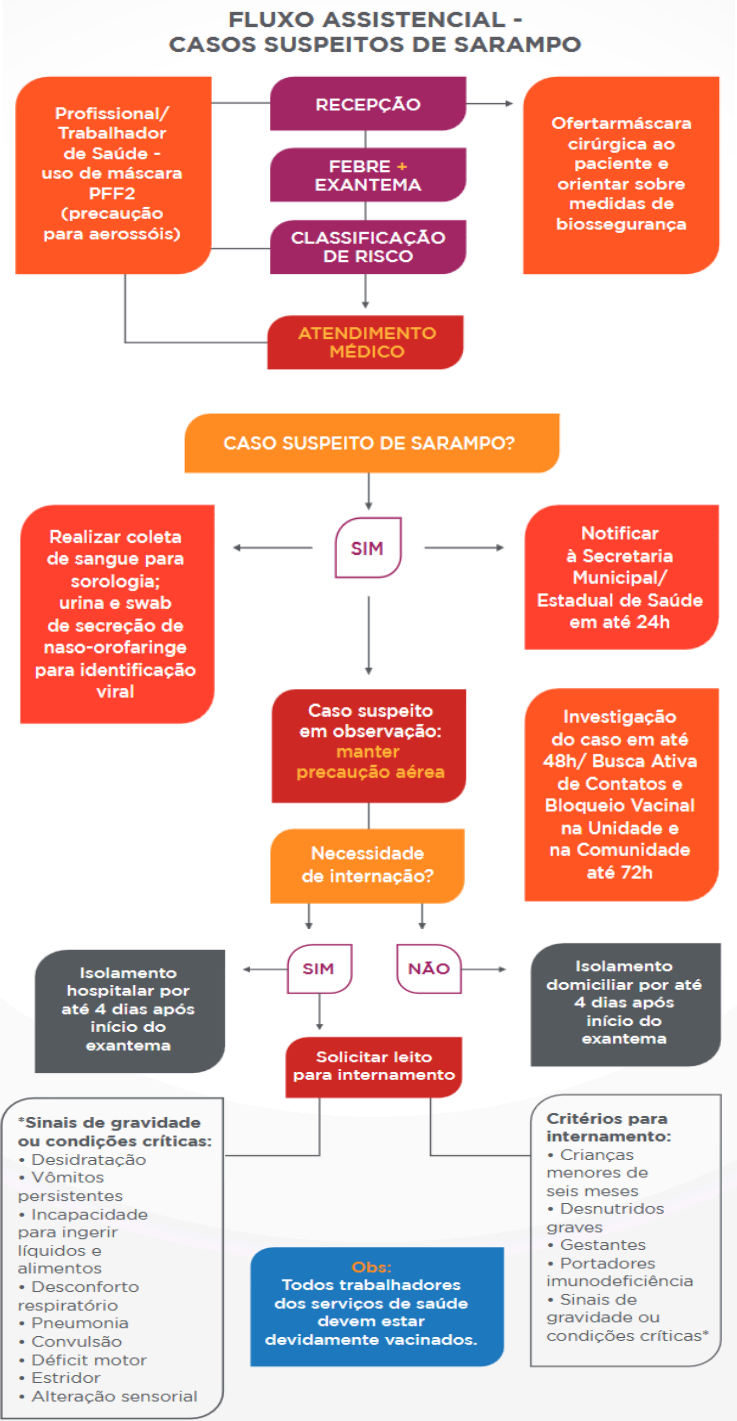 FLUXO ASSISTENCIAL -
CASOS SUSPEITOS DE SARAMPO
Profissional/
Trabalhador
de Saúde -
uso de máscara
PFF2
(precaução
para aerossóis)
RECEPÇÃO
FEBRE +
EXANTEMA
CLASSIFICAÇÃO
DE RISCO
ATENDIMENTO
MÉDICO
Ofertarmáscara
cirúrgica ao
paciente e
orientar sobre
medidas de
biossegurança
CASO SUSPEITO DE SARAMPO?
Realizar coleta
de sangue para
sorologia;
urina e swab
de secreção de
naso-orofaringe
para identificação
viral
SIM
Notificar
à Secretaria
Municipal/
Estadual de Saúde
em até 24h
Caso suspeito
em observação:
manter
precaução aérea
Investigação
do caso em até
48h/ Busca Ativa
de Contatos e
Bloqueio Vacinal
na Unidade e
na Comunidade
até 72h
Necessidade
de internação?
SIM
NÃO
Isolamento
hospitalar por
até 4 dias após
início do
exantema
Isolamento
domiciliar por até
4 dias após
início do
exantema
Solicitar leito
para internamento
*Sinais de gravidade
ou condições críticas:
• Desidratação
• Vômitos
persistentes
• Incapacidade
para ingerir
líquidos e
alimentos
• Desconforto
respiratório
• Pneumonia
• Convulsão
• Déficit motor
• Estridor
• Alteração sensorial
Obs:
Todos trabalhadores
dos serviços de saúde
devem estar
devidamente vacinados.
Critérios para
internamento:
• Crianças
menores de
seis meses
• Desnutridos
graves
• Gestantes
• Portadores
imunodeficiência
• Sinais de
gravidade ou
condições críticas*